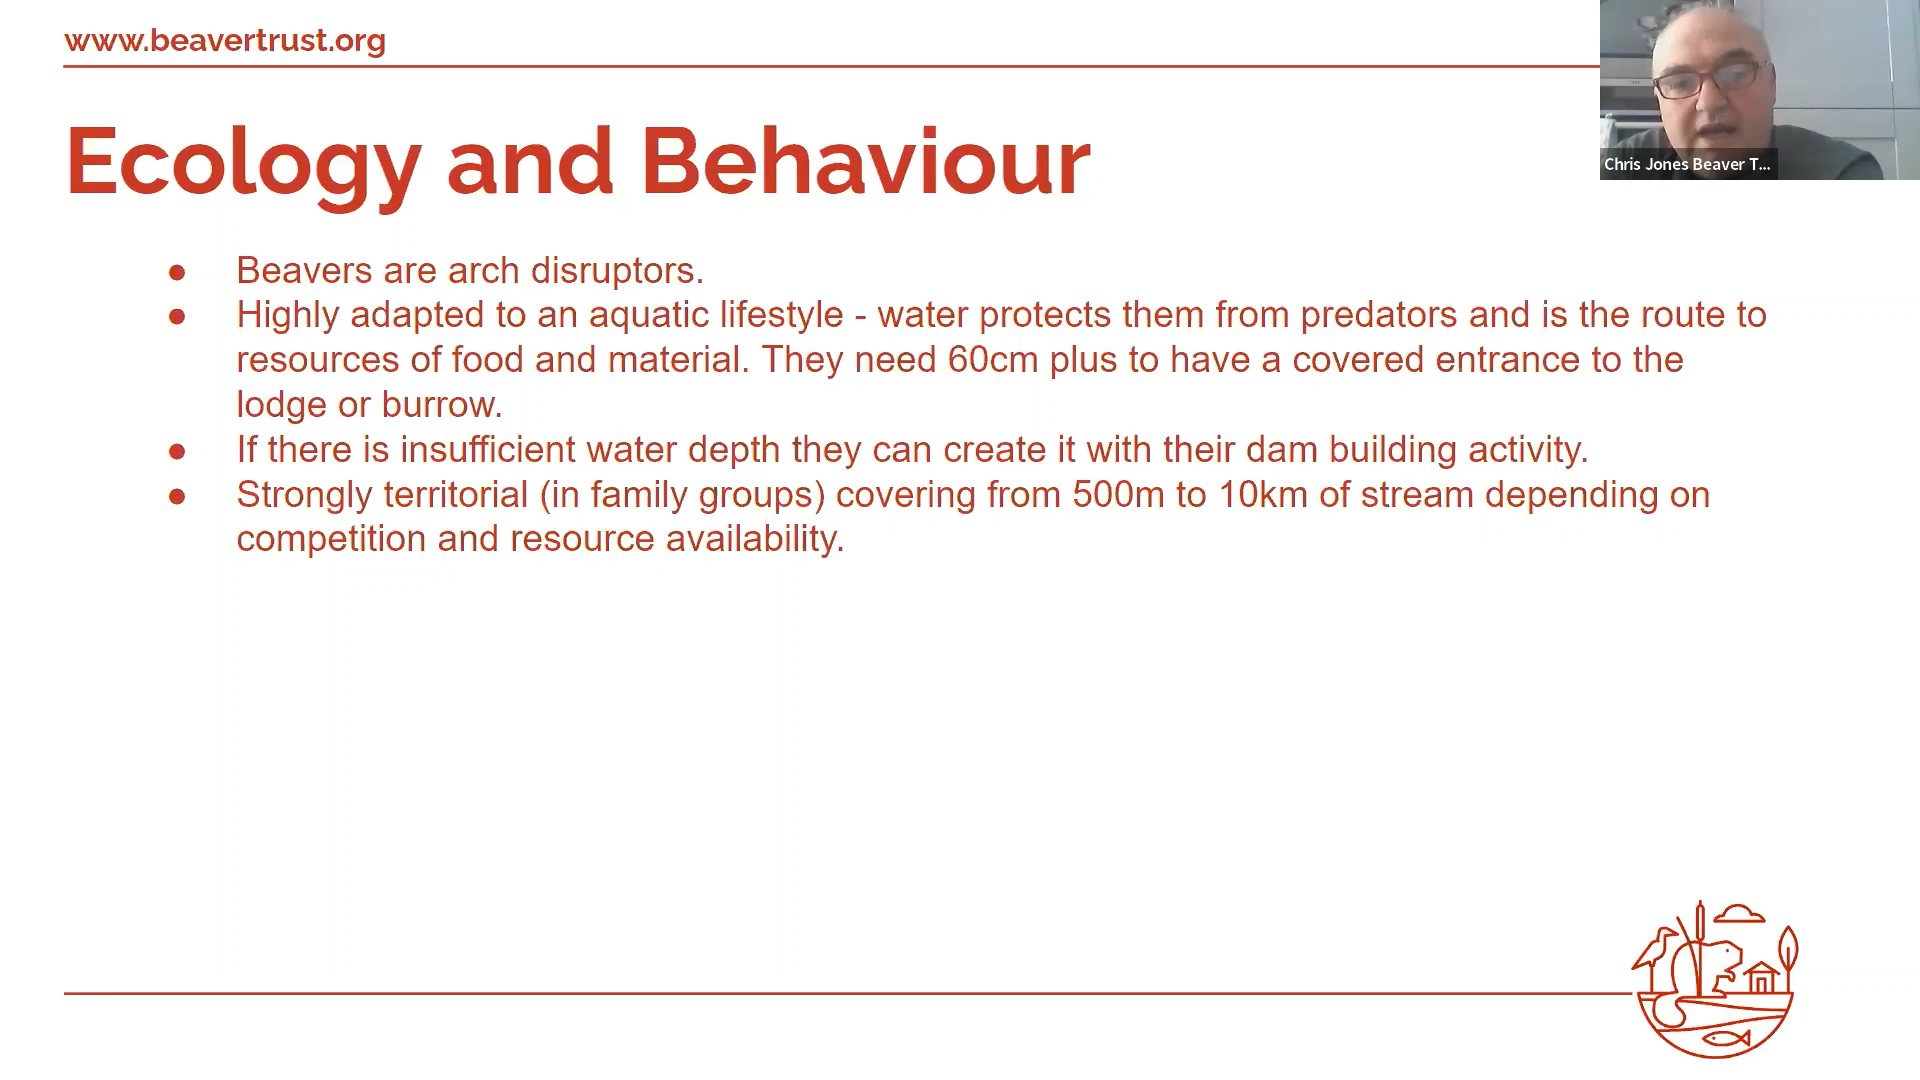 www.beavertrust.org
Chris Jones Beaver T...
Ecology and Behaviour
● Beavers are arch disruptors.
● Highly adapted to an aquatic lifestyle - water protects them from predators and is the route to
resources of food and material. They need 60cm plus to have a covered entrance to the
lodge or burrow.
● If there is insufficient water depth they can create it with their dam building activity.
● Strongly territorial (in family groups) covering from 500m to 10km of stream depending on
competition and resource availability.